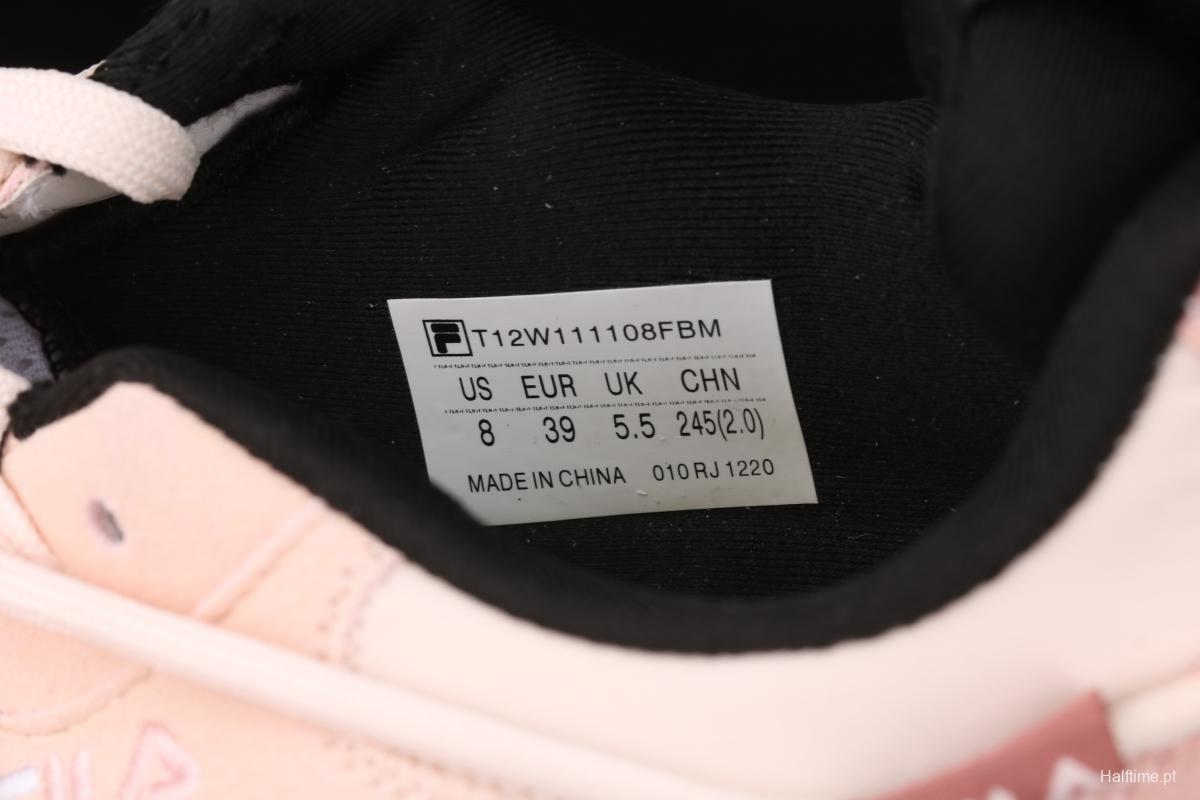 T12W111108FBM
US EUR UK CHN
8 39 5.5 245(2.0)
MADE IN CHINA 010 RJ 1220
Halftime.pt